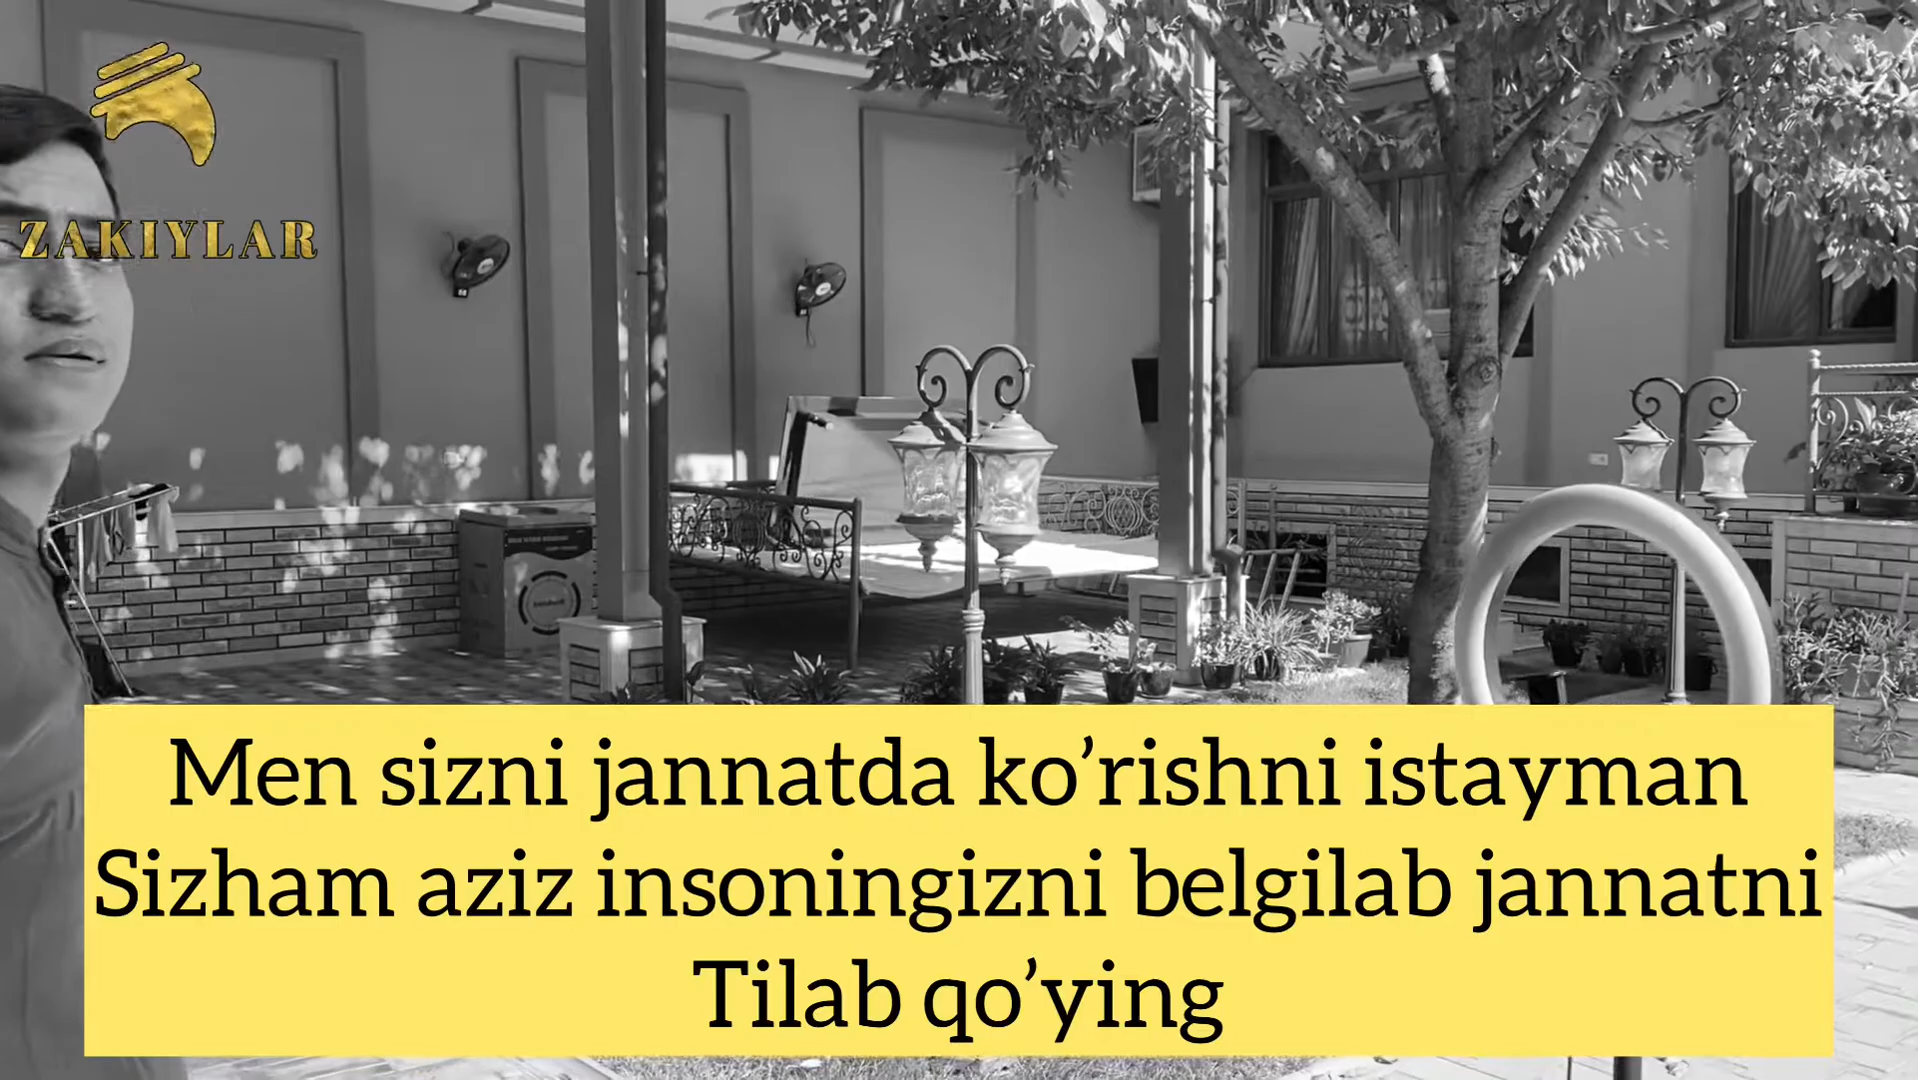 ZAKIYLAR
Men sizni jannatda ko’rishni istayman
Sizham aziz insoningizni belgilab jannatni
Tilab qo’ying